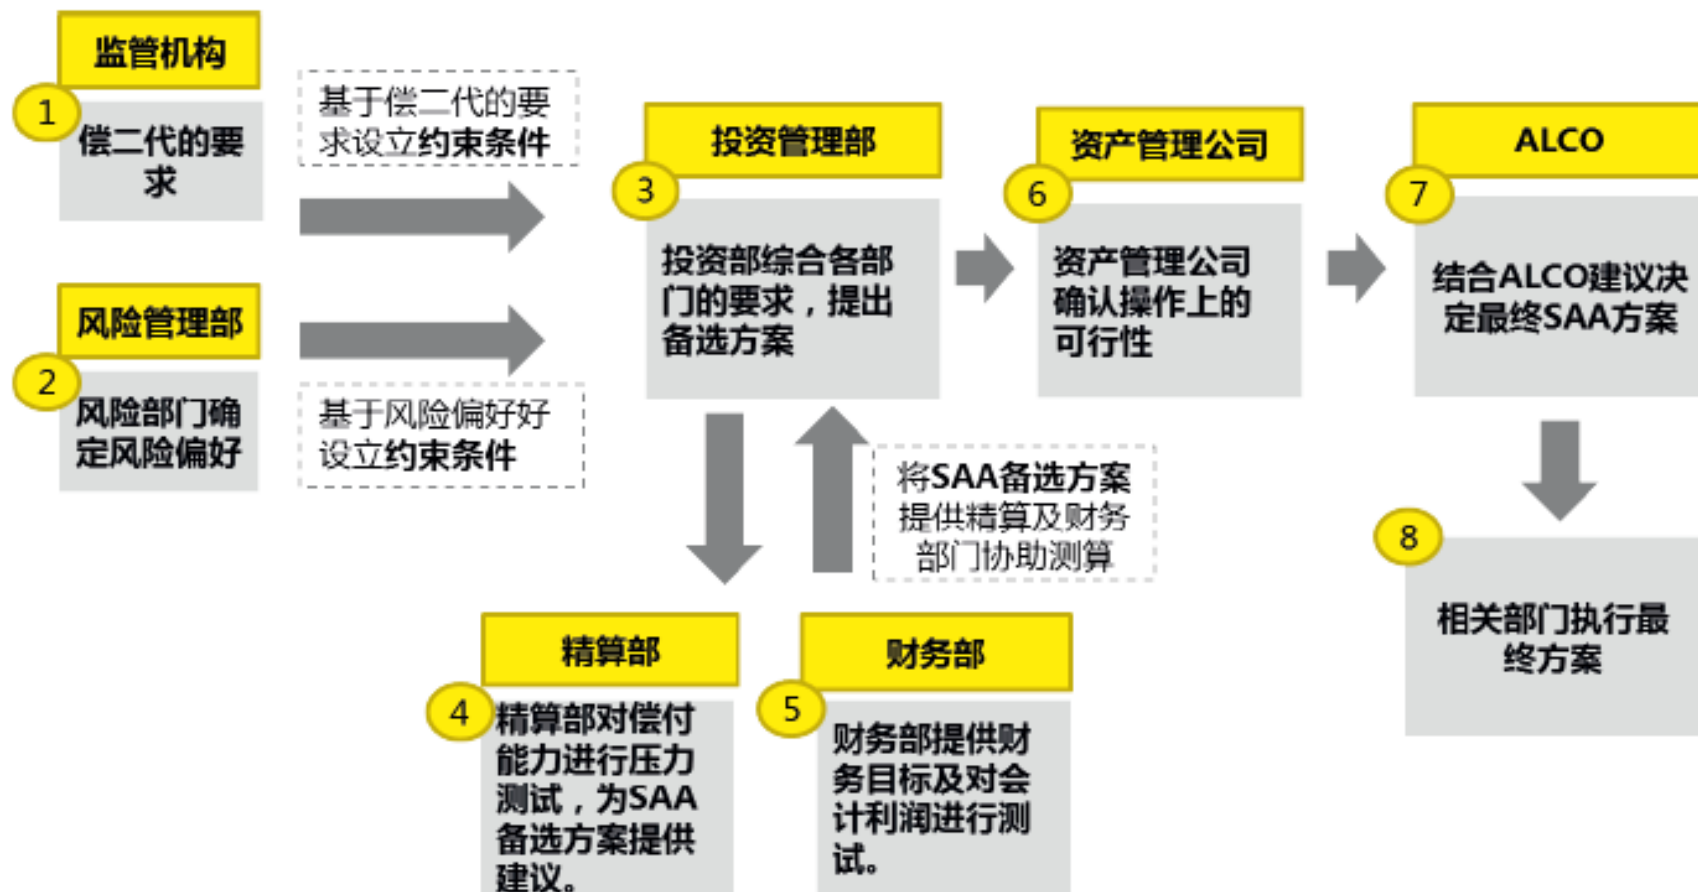 监管机构
1
偿二代的要
求
基于偿二代的要
求设立约束条件
风险管理部
2
风险部门确
定风险偏好
基于风险偏好好
设立约束条件
投资管理部
3
投资部综合各部
门的要求，提出
备选方案
将SAA备选方案
提供精算及财务
部门协助测算
精算部
4
精算部对偿付
能力进行压力
测试，为SAA
备选方案提供
建议。
财务部
5
财务部提供财
务目标及对会
计利润进行测
试。
资产管理公司
6
资产管理公司
确认操作上的
可行性
ALCO
7
结合ALCO建议决
定最终SAA方案
8
相关部门执行最
终方案